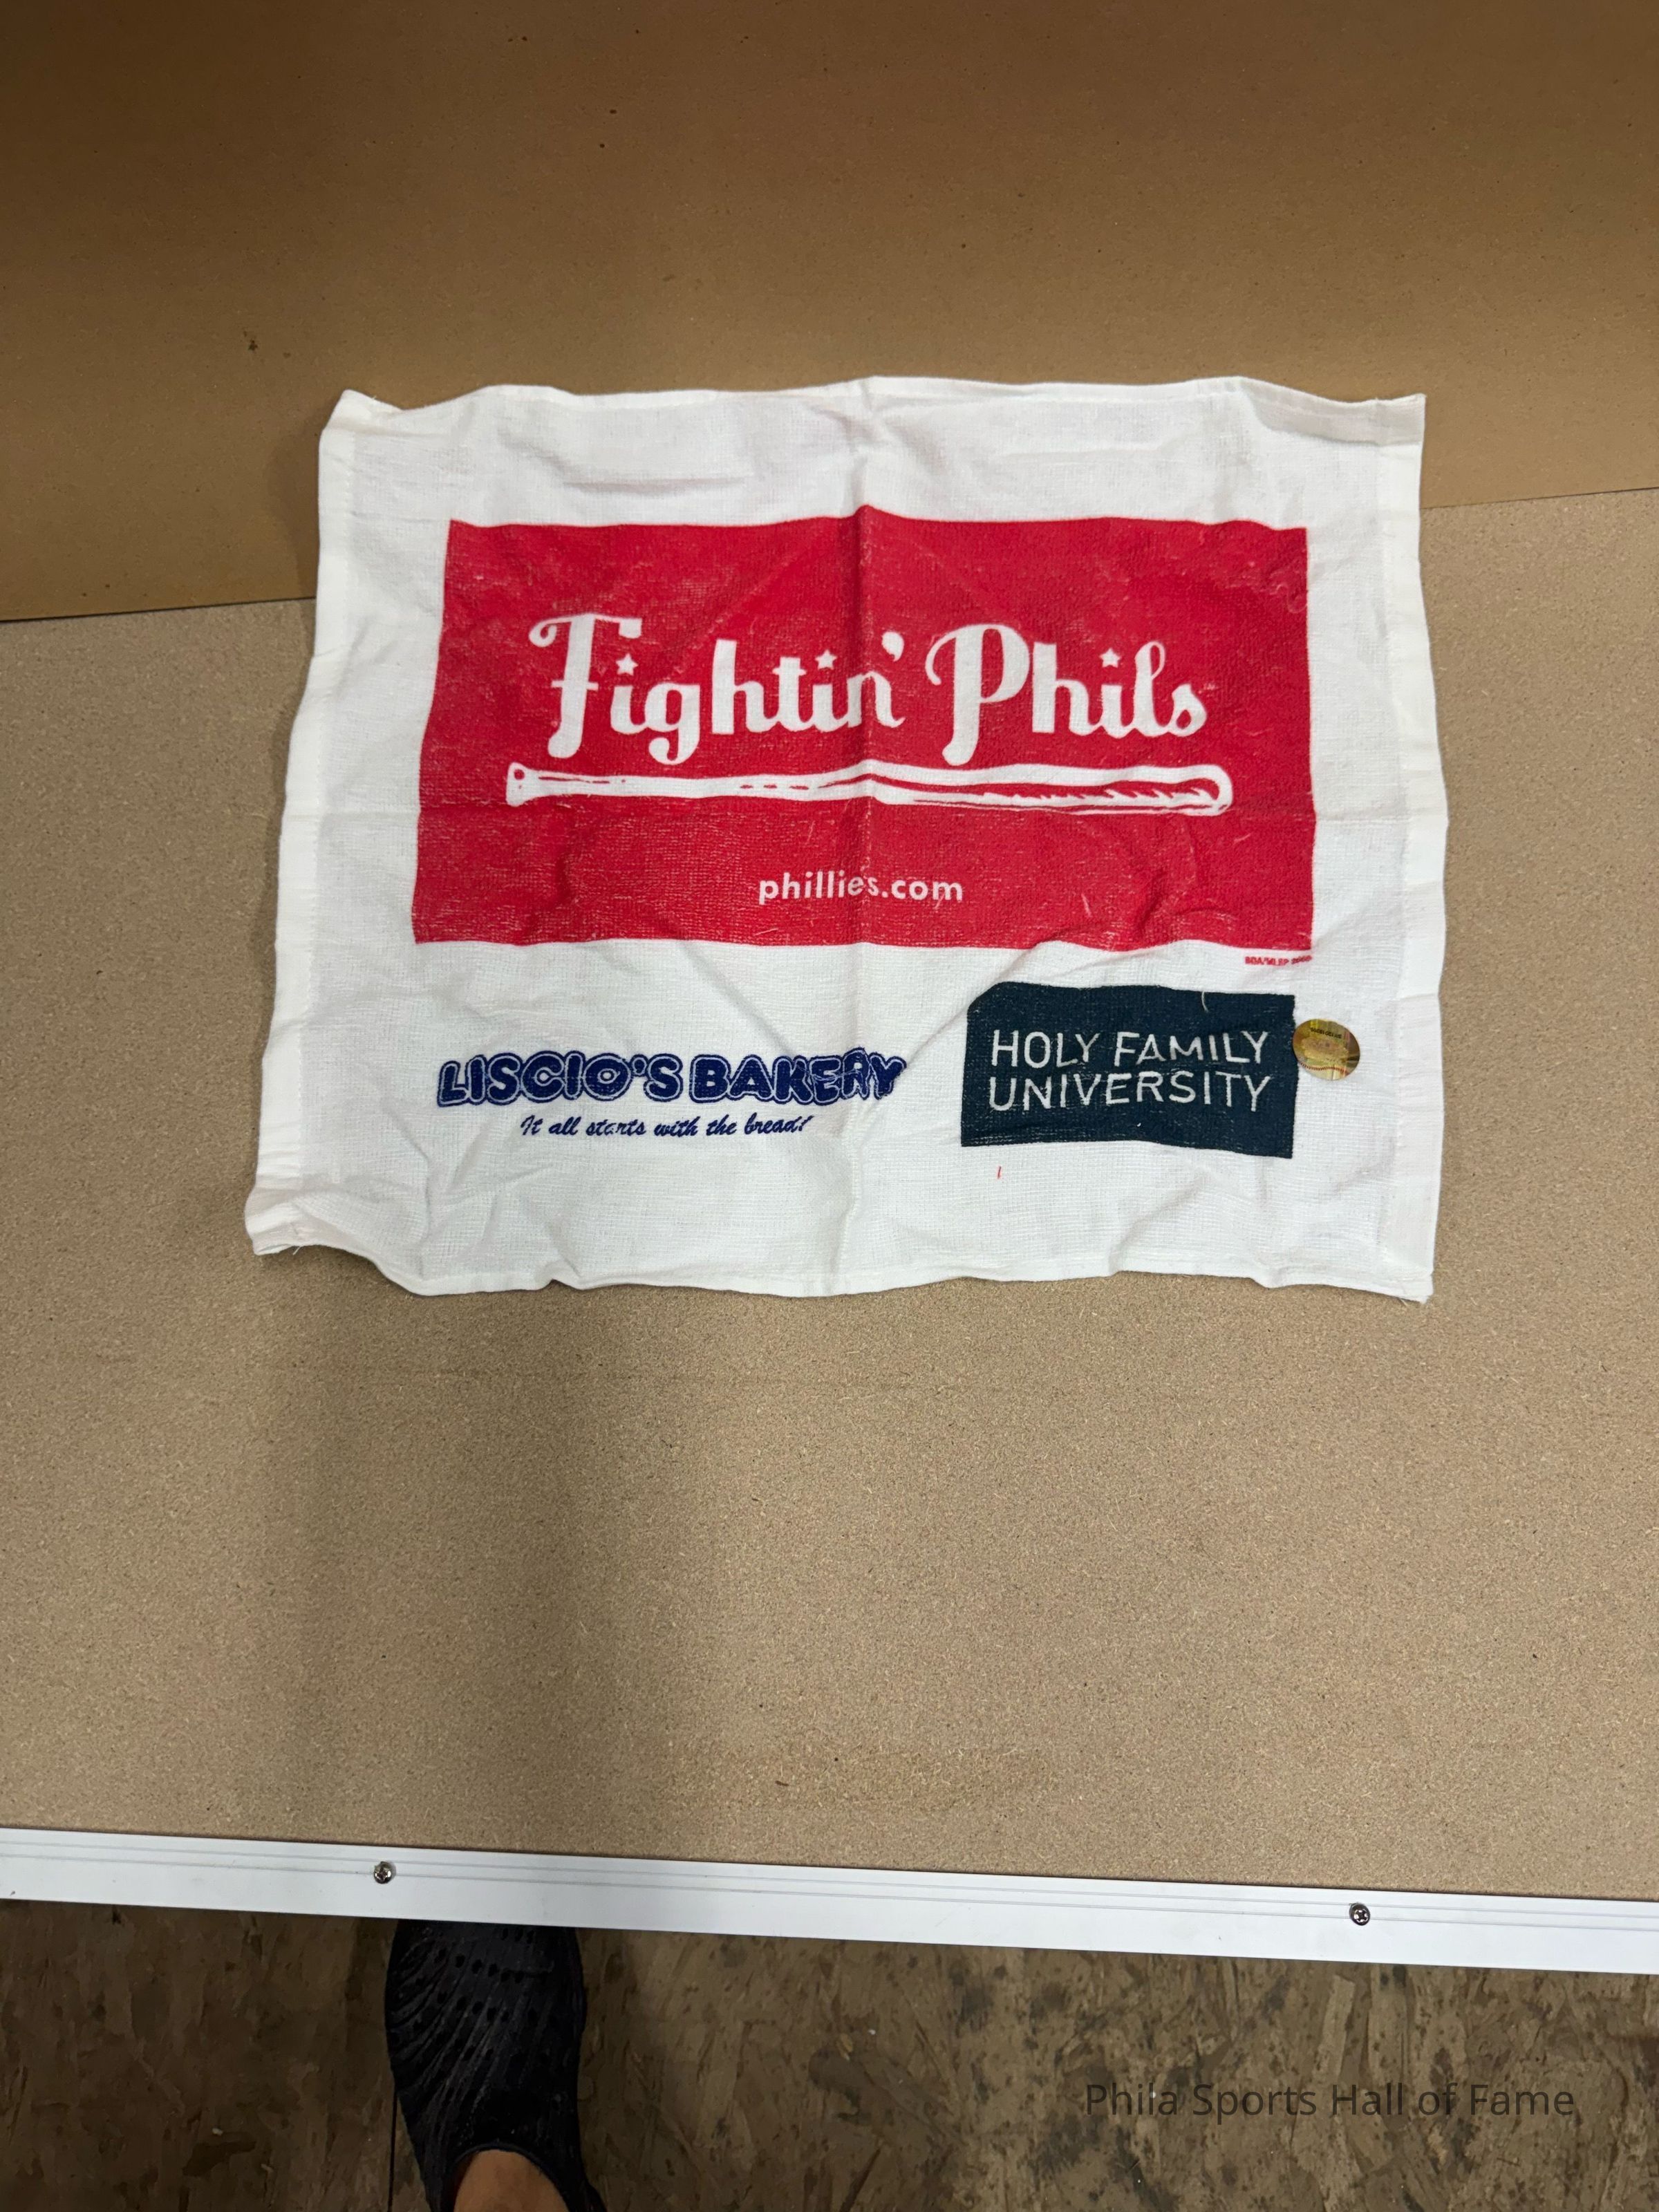 Fightin' Phils
phillies.com
LISCIO'S BAKERY
It all starts with the bread!
HOLY FAMILY
UNIVERSITY
Phila Sports Hall of Fame